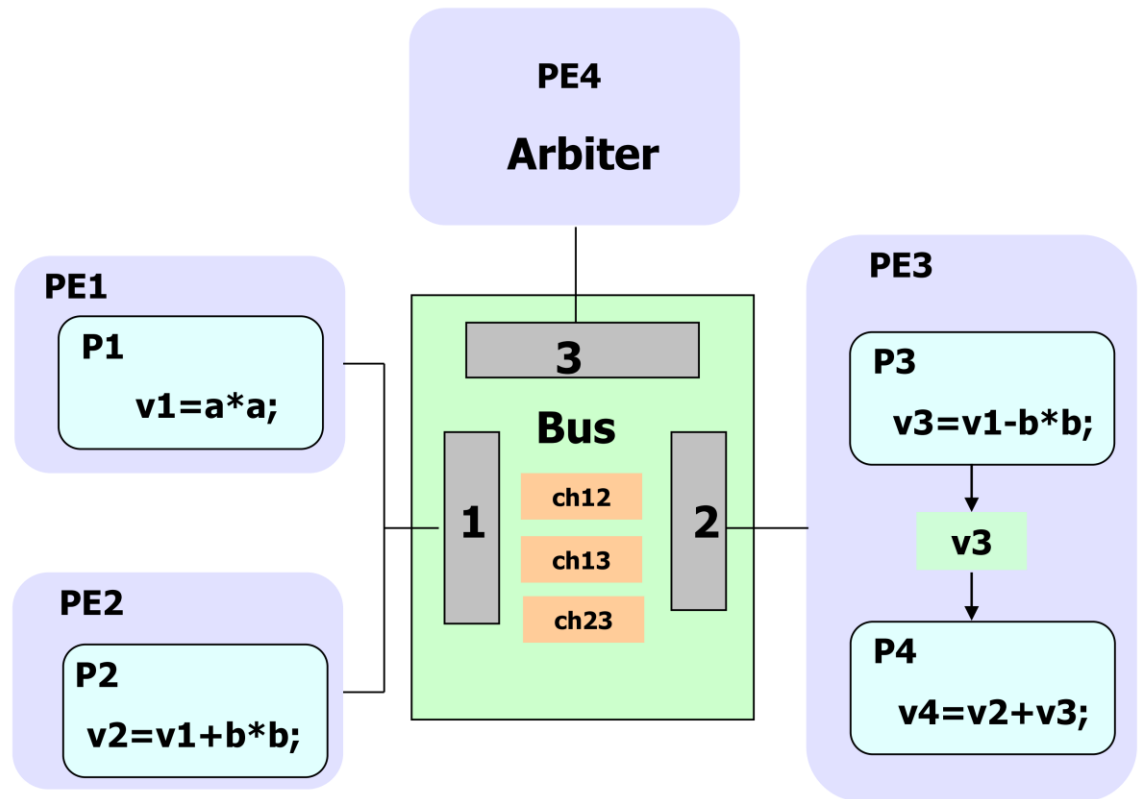 PE4
Arbiter
PE1
P1
v1=a*a;
PE2
P2
v2=v1+b*b;
3
Bus
1
2
ch12
ch13
ch23
PE3
P3
v3=v1-b*b;
v3
P4
v4=v2+v3;